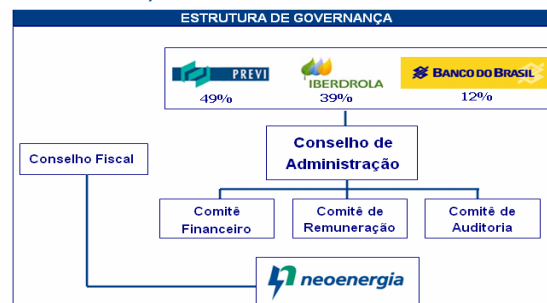 ESTRUTURA DE GOVERNANÇA
PREVI
IBERDROLA
BANCO DO BRASIL
49%
39%
12%
Conselho de
Administração
Conselho Fiscal
Comitê
Financeiro
Comitê de
Remuneração
Comitê de
Auditoria
neoenergia